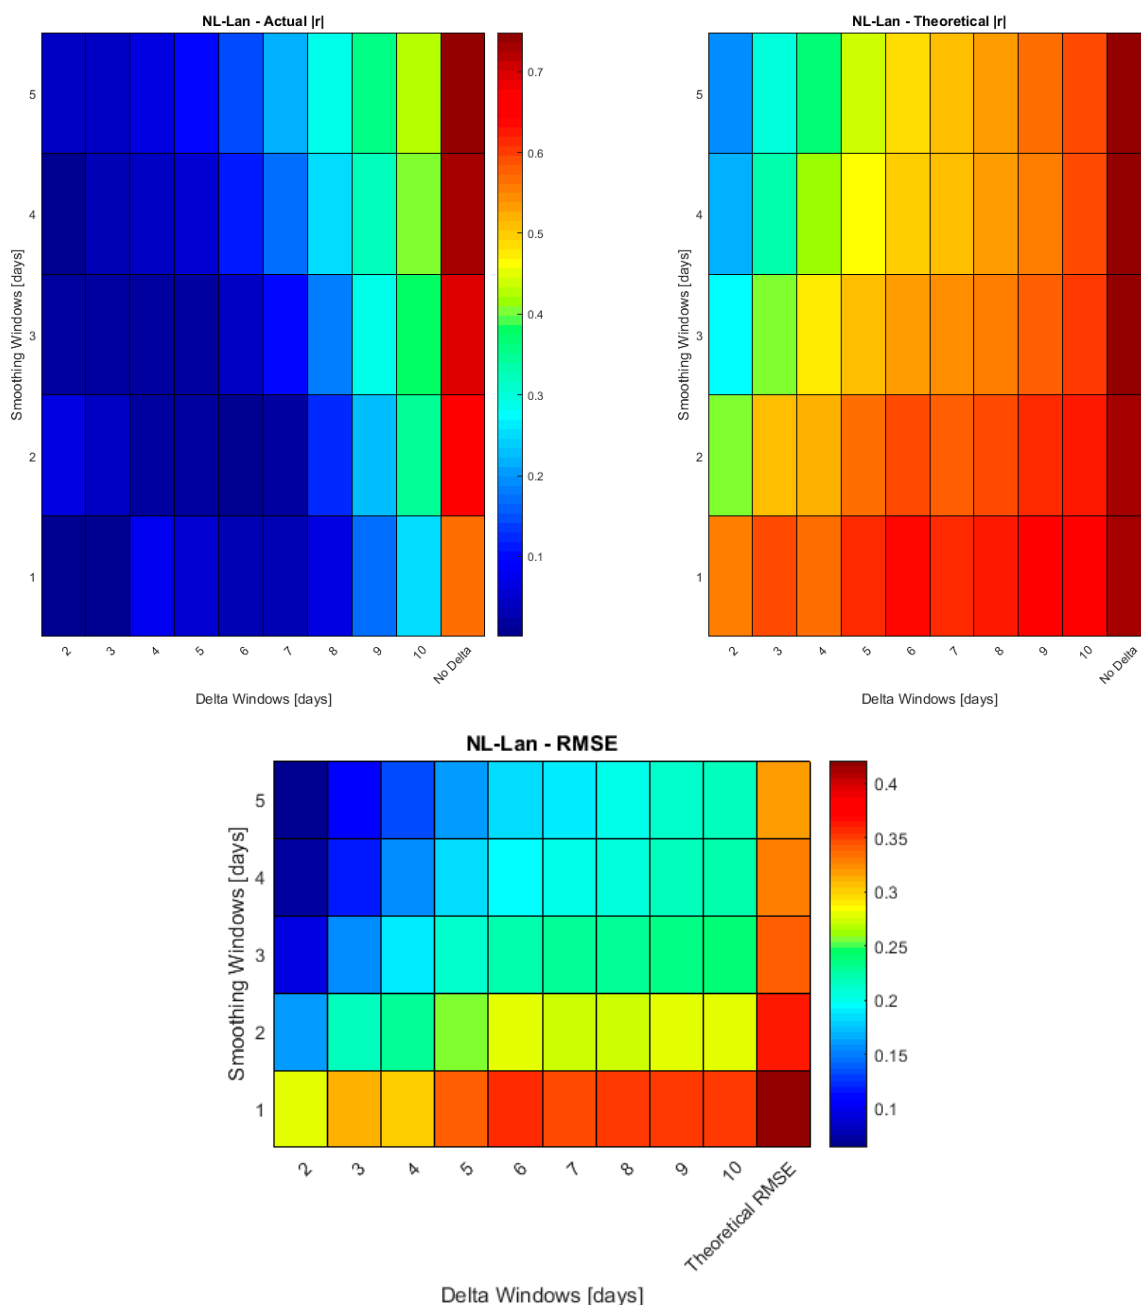 NL-Lan - Actual |r|
5
4
3
2
1
Smoothing Windows [days]
2 3 4 5 6 7 8 9 10 No Delta
Delta Windows [days]
0.7
0.6
0.5
0.4
0.3
0.2
0.1
NL-Lan - Theoretical |r|
5
4
3
2
1
Smoothing Windows [days]
2 3 4 5 6 7 8 9 10 No Delta
Delta Windows [days]
NL-Lan - RMSE
5
4
3
2
1
Smoothing Windows [days]
2 3 4 5 6 7 8 9 10 Theoretical RMSE
Delta Windows [days]
0.4
0.35
0.3
0.25
0.2
0.15
0.1